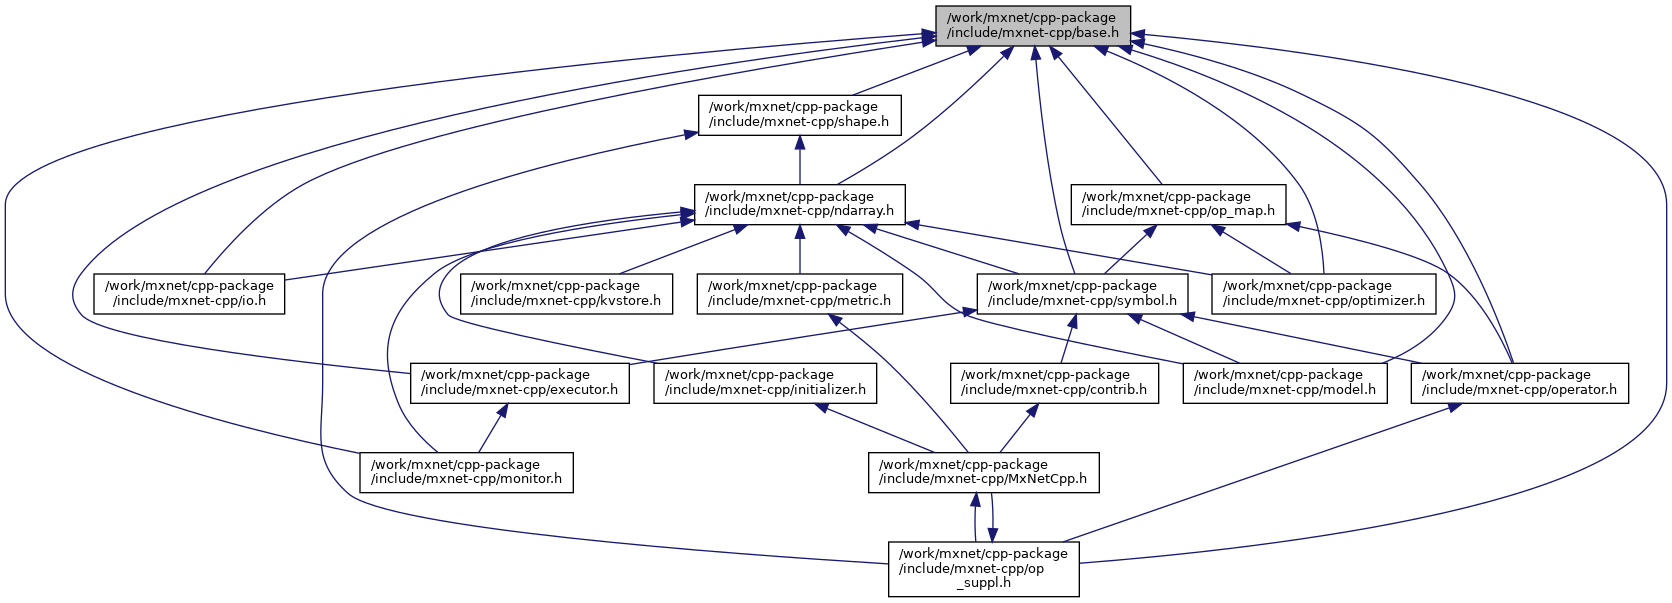 /work/mxnet/cpp-package
/include/mxnet-cpp/base.h
/work/mxnet/cpp-package
/include/mxnet-cpp/shape.h
/work/mxnet/cpp-package
/include/mxnet-cpp/ndarray.h
/work/mxnet/cpp-package
/include/mxnet-cpp/op_map.h
/work/mxnet/cpp-package
/include/mxnet-cpp/io.h
/work/mxnet/cpp-package
/include/mxnet-cpp/kvstore.h
/work/mxnet/cpp-package
/include/mxnet-cpp/metric.h
/work/mxnet/cpp-package
/include/mxnet-cpp/symbol.h
/work/mxnet/cpp-package
/include/mxnet-cpp/optimizer.h
/work/mxnet/cpp-package
/include/mxnet-cpp/executor.h
/work/mxnet/cpp-package
/include/mxnet-cpp/initializer.h
/work/mxnet/cpp-package
/include/mxnet-cpp/contrib.h
/work/mxnet/cpp-package
/include/mxnet-cpp/model.h
/work/mxnet/cpp-package
/include/mxnet-cpp/operator.h
/work/mxnet/cpp-package
/include/mxnet-cpp/monitor.h
/work/mxnet/cpp-package
/include/mxnet-cpp/MxNetCpp.h
/work/mxnet/cpp-package
/include/mxnet-cpp/op
_suppl.h